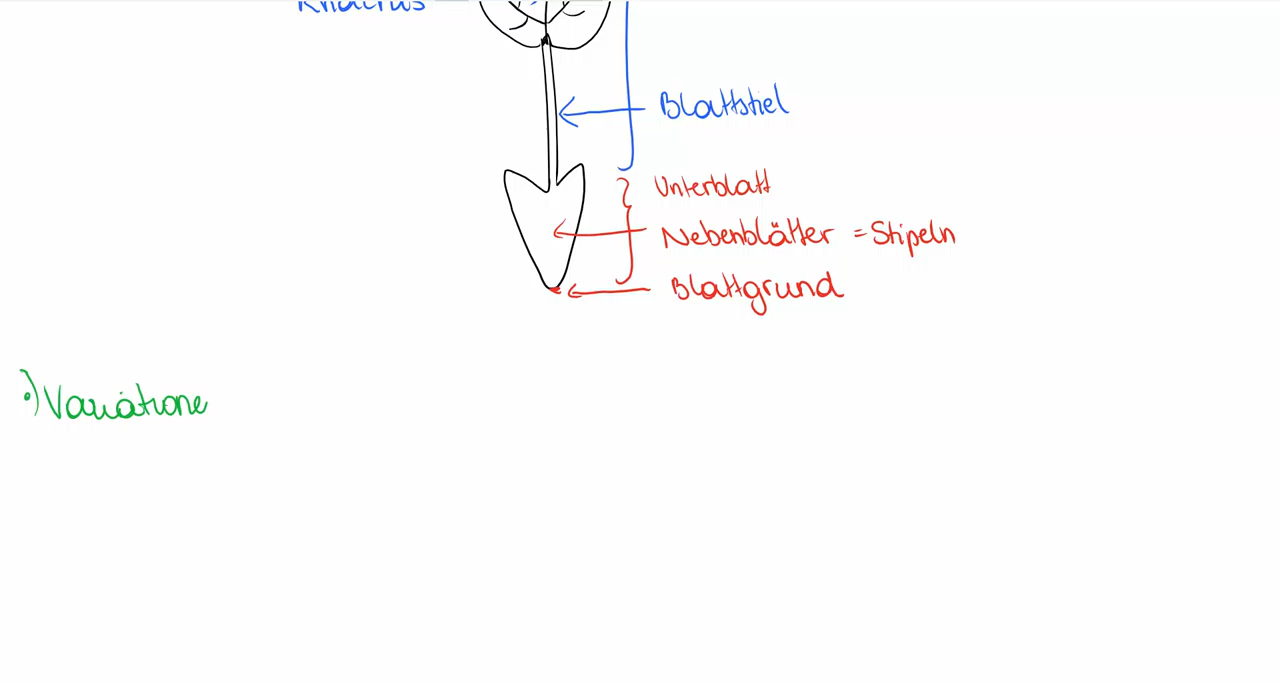 Blattstiel
Unterblatt
Nebenblätter = Stipeln
Blattgrund
•) Variatione